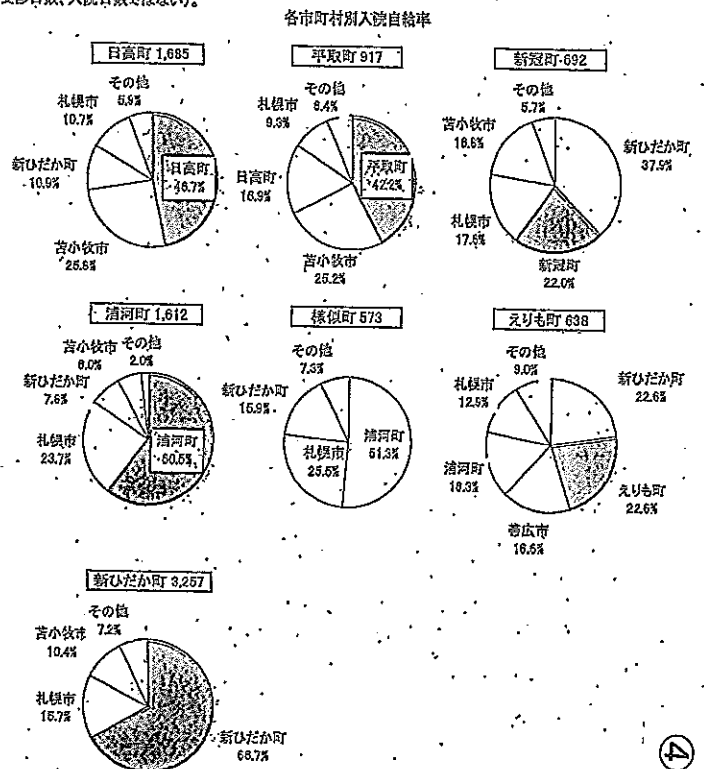 各市町村別入院自給率
日高町 1,685
その他
5.9%
札幌市
10.7%
新ひだか町
10.9%
苫小牧市
25.8%
日高町
46.7%
平取町 917
その他
6.4%
札幌市
9.3%
日高町
16.9%
苫小牧市
25.2%
平取町
42.2%
新冠町 692
その他
5.7%
苫小牧市
16.8%
札幌市
17.6%
新冠町
22.0%
新ひだか町
37.9%
浦河町 1,612
その他
2.0%
苫小牧市
6.0%
新ひだか町
7.6%
札幌市
23.7%
浦河町
60.5%
様似町 573
その他
7.3%
新ひだか町
15.9%
札幌市
25.5%
浦河町
51.3%
えりも町 638
その他
9.0%
札幌市
12.9%
浦河町
16.3%
帯広市
16.6%
えりも町
22.6%
新ひだか町
22.6%
新ひだか町 3,257
その他
7.2%
苫小牧市
10.4%
札幌市
15.7%
新ひだか町
66.7%
④